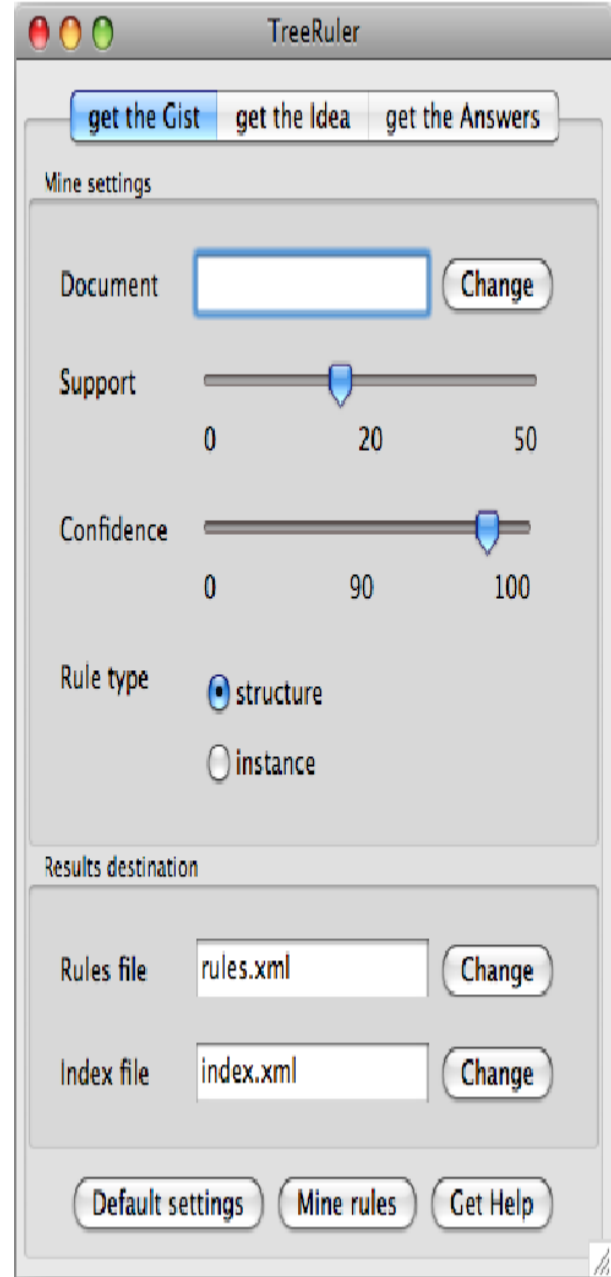 TreeRuler
get the Gist get the Idea get the Answers
Mine settings
Document Change
Support
0 20 50
Confidence
0 90 100
Rule type structure
instance
Results destination
Rules file rules.xml Change
Index file index.xml Change
Default settings Mine rules Get Help